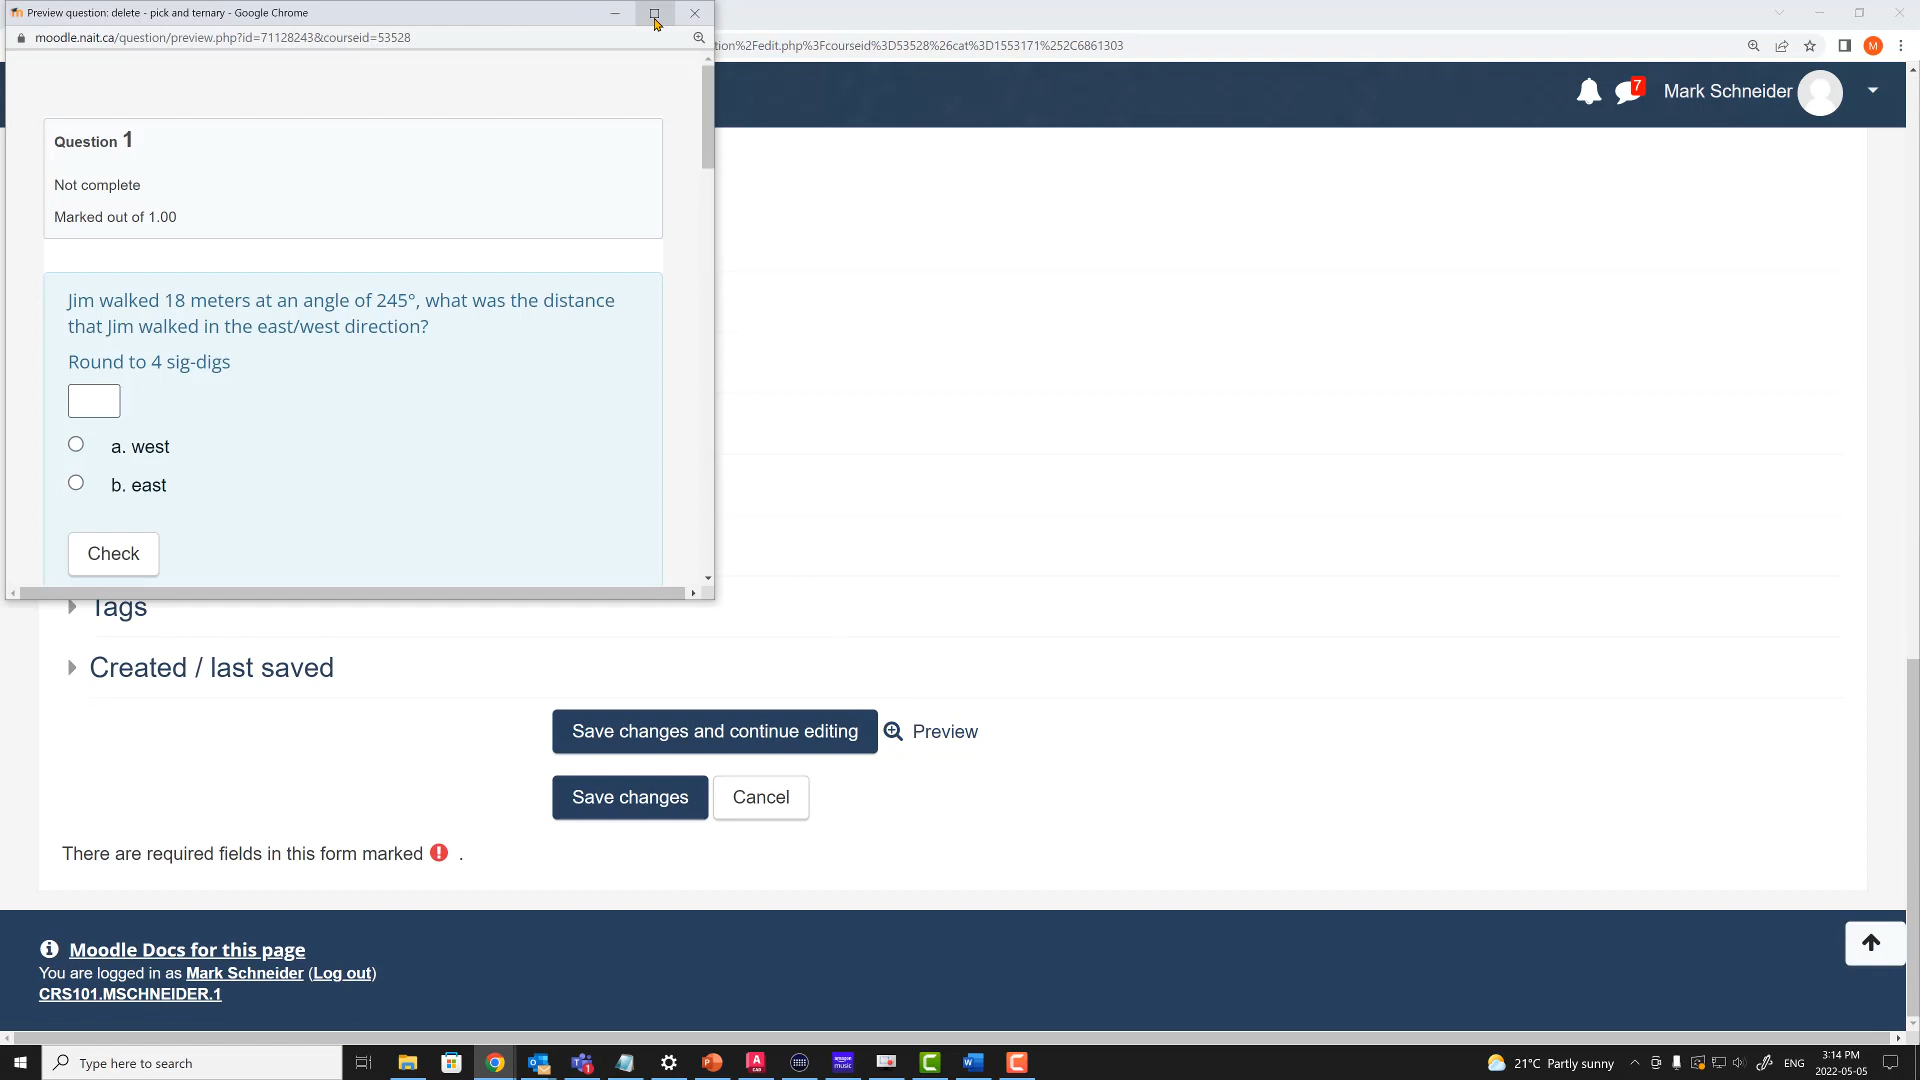 Preview question: delete - pick and ternary - Google Chrome
moodle.nait.ca/question/preview.php?id=71128243&courseid=53528
tion%2Fedit.php%3Fcourseid%3D53528%26cat%3D1553171%252C6861303
M
7
Mark Schneider
Question 1
Not complete
Marked out of 1.00
Jim walked 18 meters at an angle of 245°, what was the distance
that Jim walked in the east/west direction?
Round to 4 sig-digs
a. west
b. east
Check
Tags
Created / last saved
Save changes and continue editing
Preview
Save changes
Cancel
There are required fields in this form marked .
Moodle Docs for this page
You are logged in as Mark Schneider (Log out)
CRS101.MSCHNEIDER.1
Type here to search
21°C Partly sunny
ENG
3:14 PM
2022-05-05